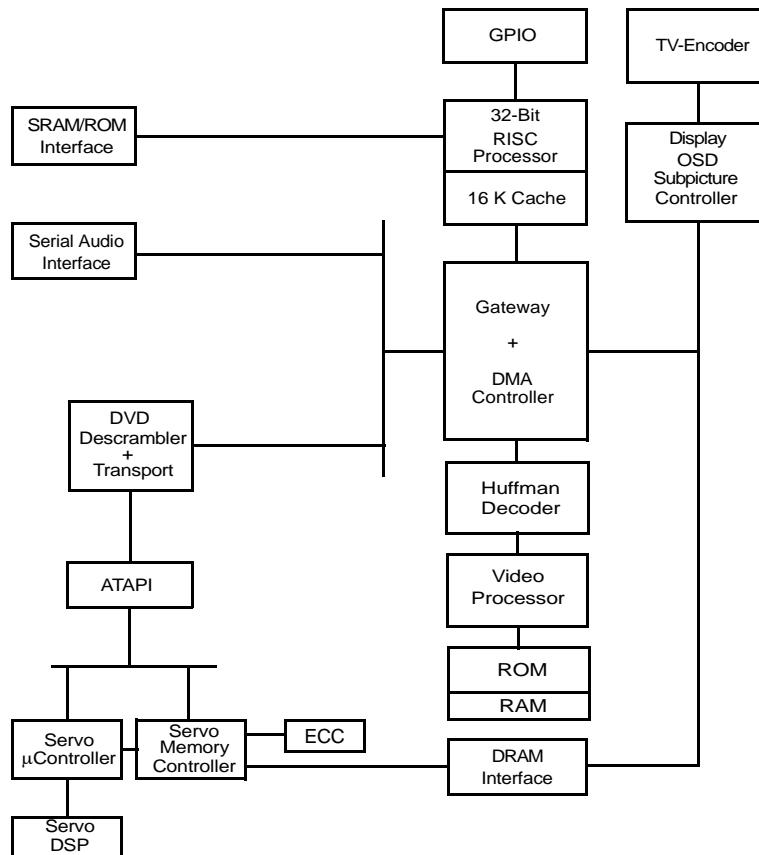 GPIO
TV-Encoder
SRAM/ROM
Interface
32-Bit
RISC
Processor
16 K Cache
Display
OSD
Subpicture
Controller
Serial Audio
Interface
Gateway
+
DMA
Controller
DVD
Descrambler
+
Transport
Huffman
Decoder
ATAPI
Video
Processor
ROM
RAM
Servo
μController
Servo
Memory
Controller
ECC
DRAM
Interface
Servo
DSP